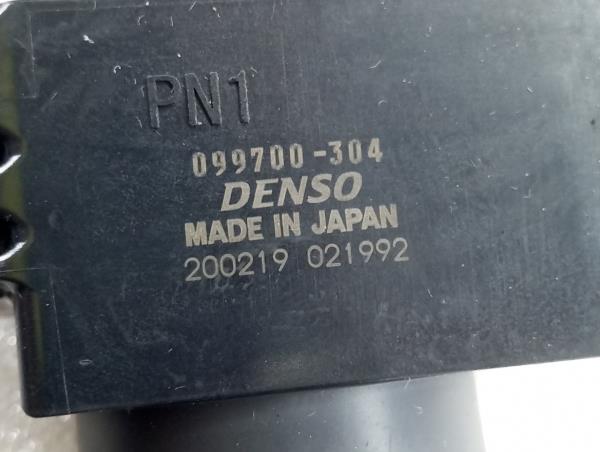 PN1
099700-304
DENSO
MADE IN JAPAN
200219 021992